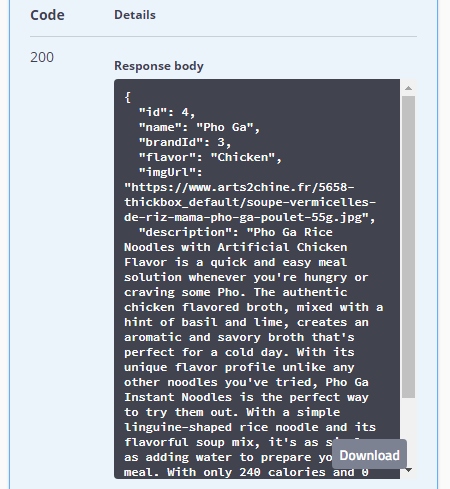 Code Details
200
Response body
{
"id": 4,
"name": "Pho Ga",
"brandId": 3,
"flavor": "Chicken",
"imgUrl":
"https://www.arts2chine.fr/5658-
thickbox_default/soupe-vermicelles-
de-riz-mama-pho-ga-poulet-55g.jpg",
"description": "Pho Ga Rice
Noodles with Artificial Chicken
Flavor is a quick and easy meal
solution whenever you're hungry or
craving some Pho. The authentic
chicken flavored broth, mixed with a
hint of basil and lime, creates an
aromatic and savory broth that's
perfect for a cold day. With its
unique flavor profile unlike any
other noodles you've tried, Pho Ga
Instant Noodles is the perfect way
to try them out. With a simple
linguine-shaped rice noodle and its
flavorful soup mix, it's as
as adding water to prepare
meal. With only 240 calories and 0
Download